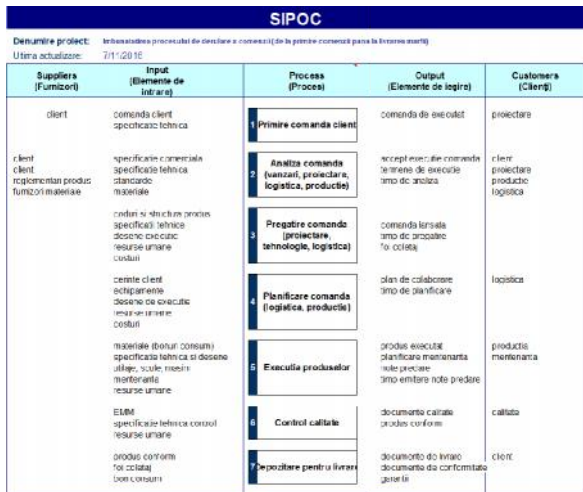 SIPOC
Denumire proiect: Imbunatatirea procesului de derulare a comenzii(de la primire comenzii pana la livrarea marfii)
Utima actualizare: 7/11/2016
Suppliers
(Furnizori)
Input
(Elemente de
intrare)
Process
(Proces)
Output
(Elemente de iegire)
Customers
(Clienţi)
client
comanda client
specificatie tehnica
1 Primire comanda client
comanda de executat
proiectare
client
client
reglementari produs
furnizori materiale
specificatie comerciala
specificatie tehnica
standarde
materiale
2
Analiza comanda
(vanzari, proiectare,
logistica, productie)
accept executie comanda
termene de executie
timp de analiza
client
proiectare
productie
logistica
coduri si structura produs
specificatii tehnice
desene executie
resurse umane
costuri
3
Pregatire comanda
(proiectare,
tehnologie, logistica)
comanda lansata
timp de pregatire
foi colataj
cerinte client
echipamente
desene de executie
resurse umane
costuri
4
Planificare comanda
(logistica, productie)
plan de colaborare
timp de planificare
logistica
materiale (bonuri consum)
specificatie tehnica si desene
utilaje, scule, masini
mentenanta
resurse umane
5 Executia produselor
produs executat
planificare mentenanta
note predare
timp emitere note predare
productia
mentenanta
EMM
specificatie tehnica control
resurse umane
6 Control calitate
documente calitate
produs conform
calitate
produs conform
foi colataj
bon consum
7 Depozitare pentru livrare
documente de livrare
documente de conformitate
garantii
client